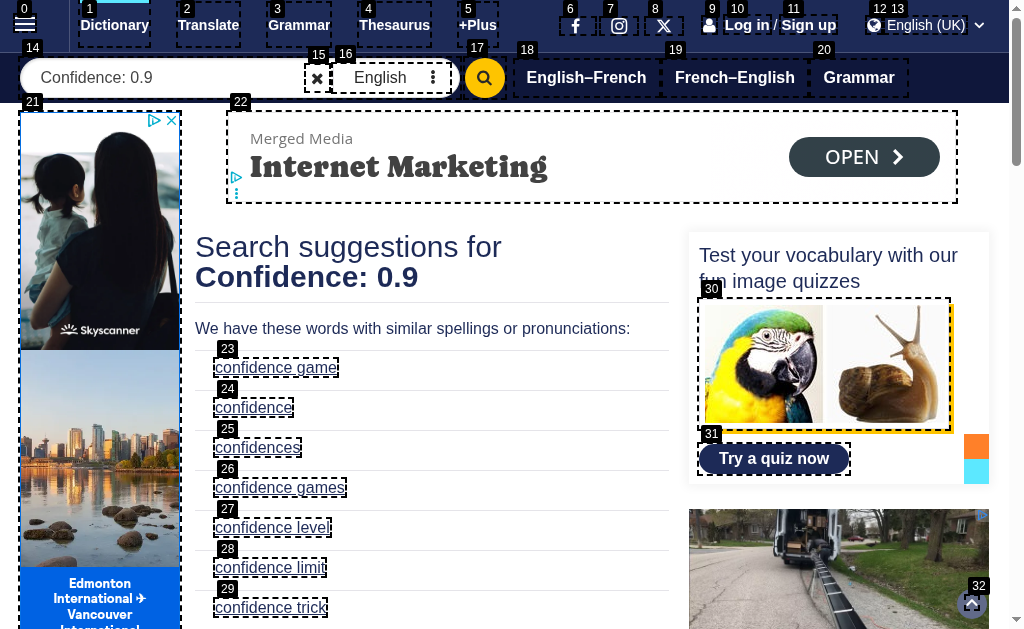 0
1
2
3
4
5
6
7
8
9
10
11
12
13
Dictionary
Translate
Grammar
Thesaurus
+Plus
Log in / Sign up
English (UK)
14
15
16
17
18
19
20
Confidence: 0.9
English
English–French
French–English
Grammar
21
22
Merged Media
Internet Marketing
OPEN
Skyscanner
Edmonton
International
Vancouver
International
Search suggestions for
Confidence: 0.9
We have these words with similar spellings or pronunciations:
23
confidence game
24
confidence
25
confidences
26
confidence games
27
confidence level
28
confidence limit
29
confidence trick
Test your vocabulary with our
fun image quizzes
30
31
Try a quiz now
32